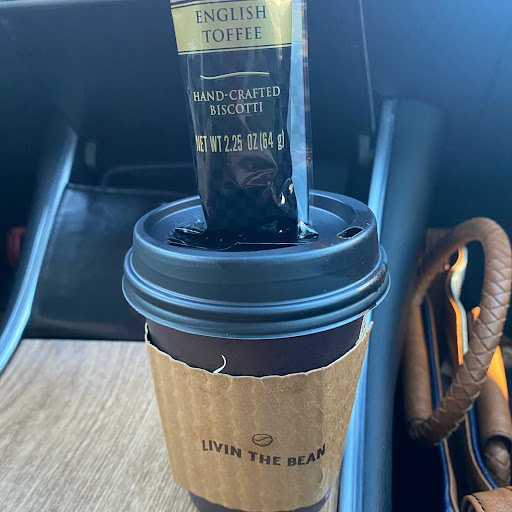 ENGLISH
TOFFEE
HAND-CRAFTED
BISCOTTI
NET WT 2.25 OZ (64 g)
LIVIN THE BEAN